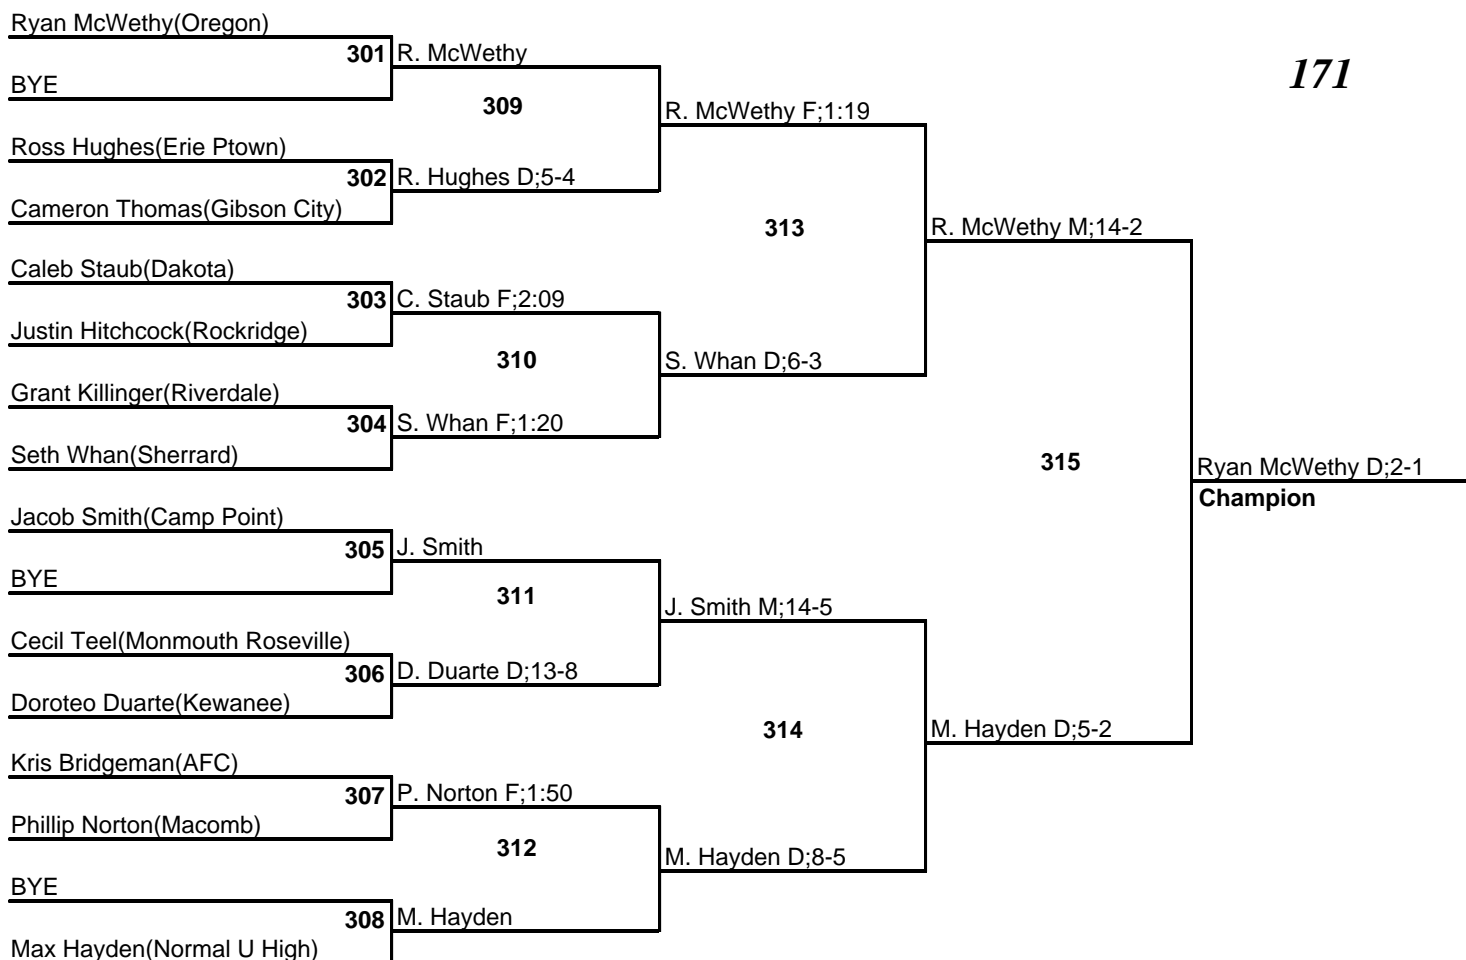 Ryan McWethy(Oregon)
301 R. McWethy
171
BYE
309
R. McWethy F;1:19
Ross Hughes(Erie Ptown)
302 R. Hughes D;5-4
Cameron Thomas(Gibson City)
313
R. McWethy M;14-2
Caleb Staub(Dakota)
303 C. Staub F;2:09
Justin Hitchcock(Rockridge)
310
S. Whan D;6-3
Grant Killinger(Riverdale)
304 S. Whan F;1:20
Seth Whan(Sherrard)
315
Ryan McWethy D;2-1
Champion
Jacob Smith(Camp Point)
305 J. Smith
BYE
311
J. Smith M;14-5
Cecil Teel(Monmouth Roseville)
306 D. Duarte D;13-8
Doroteo Duarte(Kewanee)
314
M. Hayden D;5-2
Kris Bridgeman(AFC)
307 P. Norton F;1:50
Phillip Norton(Macomb)
312
M. Hayden D;8-5
BYE
308 M. Hayden
Max Hayden(Normal U High)